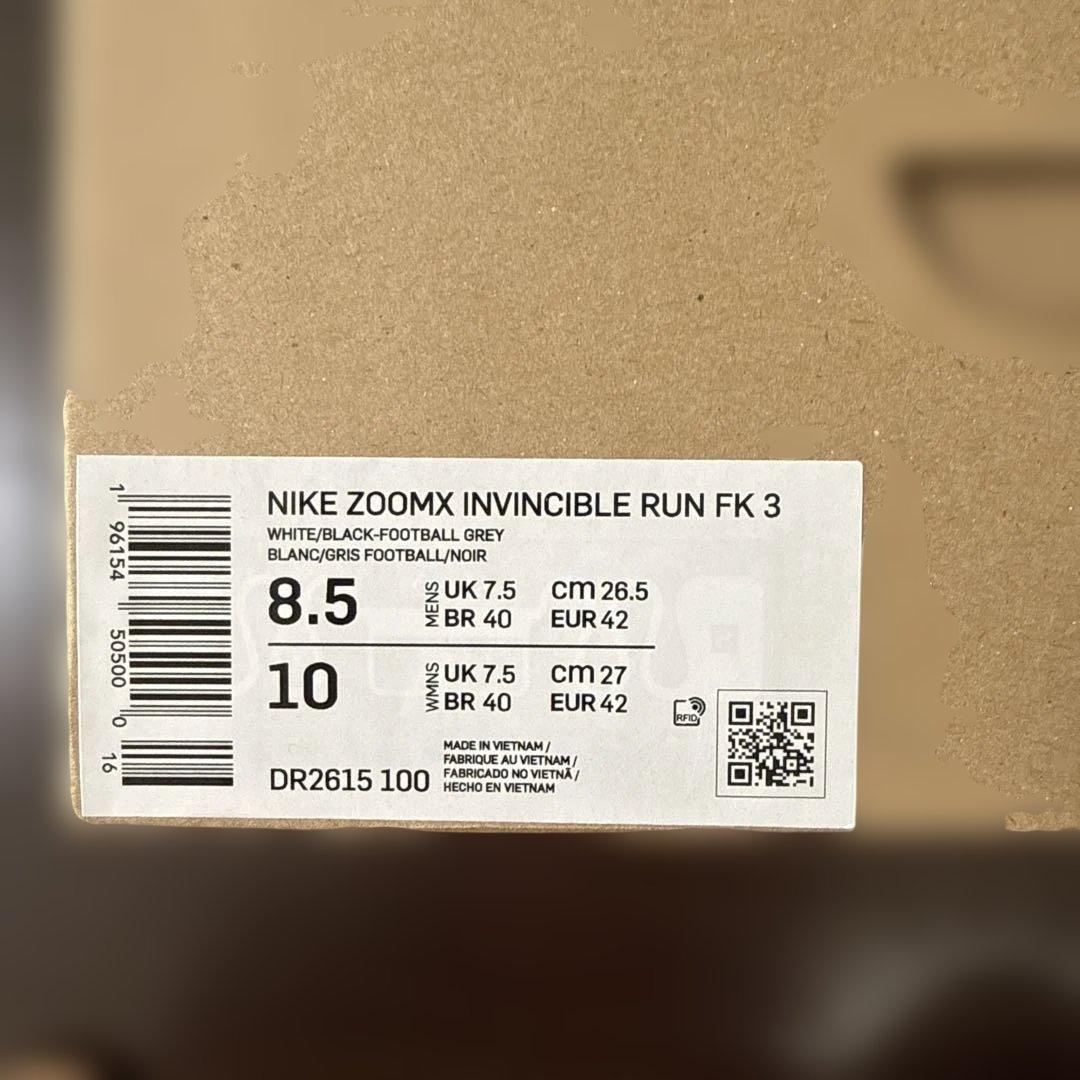 NIKE ZOOMX INVINCIBLE RUN FK 3
WHITE/BLACK-FOOTBALL GREY
BLANC/GRIS FOOTBALL/NOIR
8.5 MENS UK 7.5 CM 26.5
BR 40 EUR 42
10 WMNS UK 7.5 CM 27
BR 40 EUR 42
RFID
DR2615 100
MADE IN VIETNAM /
FABRIQUE AU VIETNAM /
FABRICADO NO VIETNÃ /
HECHO EN VIETNAM
1 96154 50500 0 16